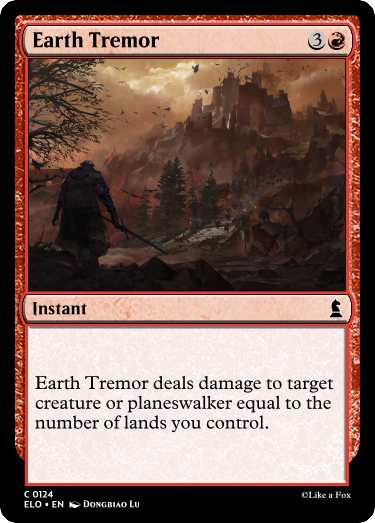 Earth Tremor 3
Instant
Earth Tremor deals damage to target
creature or planeswalker equal to the
number of lands you control.
C 0124
ELO • EN Dongbiao Lu
©Like a Fox